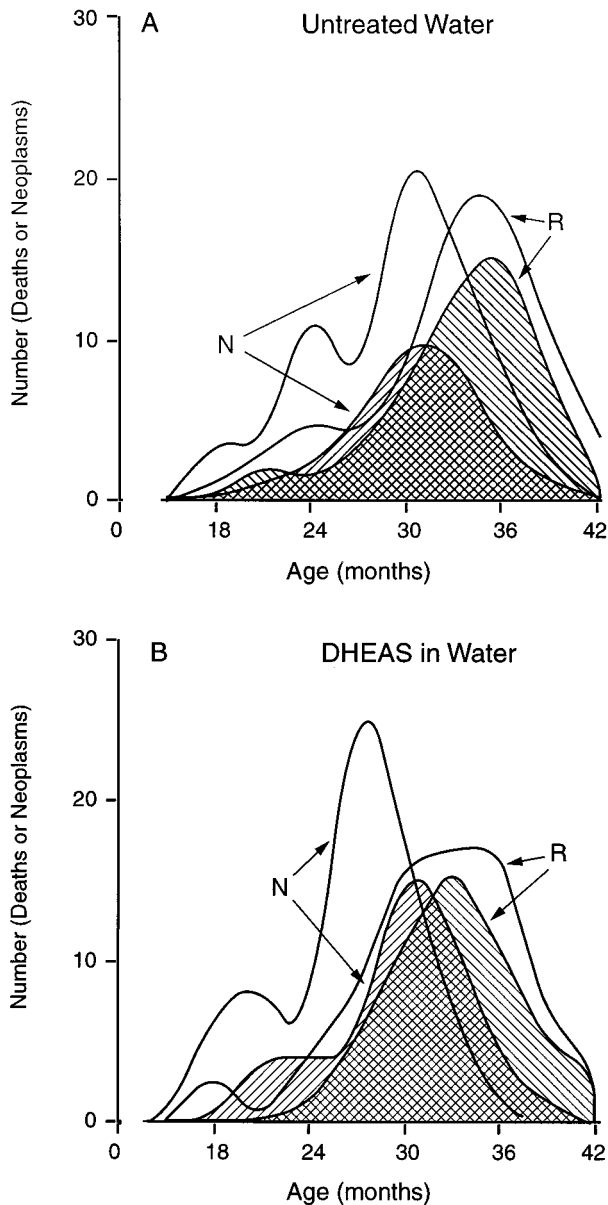 A
Untreated Water
30
20
10
0
Number (Deaths or Neoplasms)
N
R
0
18
24
30
36
42
Age (months)
B
DHEAS in Water
30
20
10
0
Number (Deaths or Neoplasms)
N
R
0
18
24
30
36
42
Age (months)